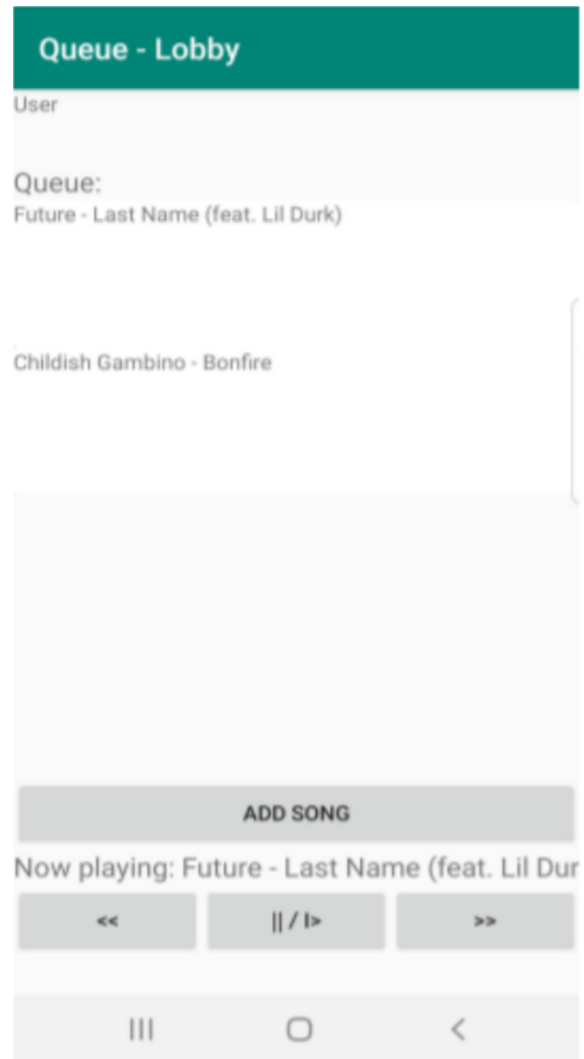 Queue - Lobby
User
Queue:
Future - Last Name (feat. Lil Durk)
Childish Gambino - Bonfire
ADD SONG
Now playing: Future - Last Name (feat. Lil Dur
<< || / |> >>